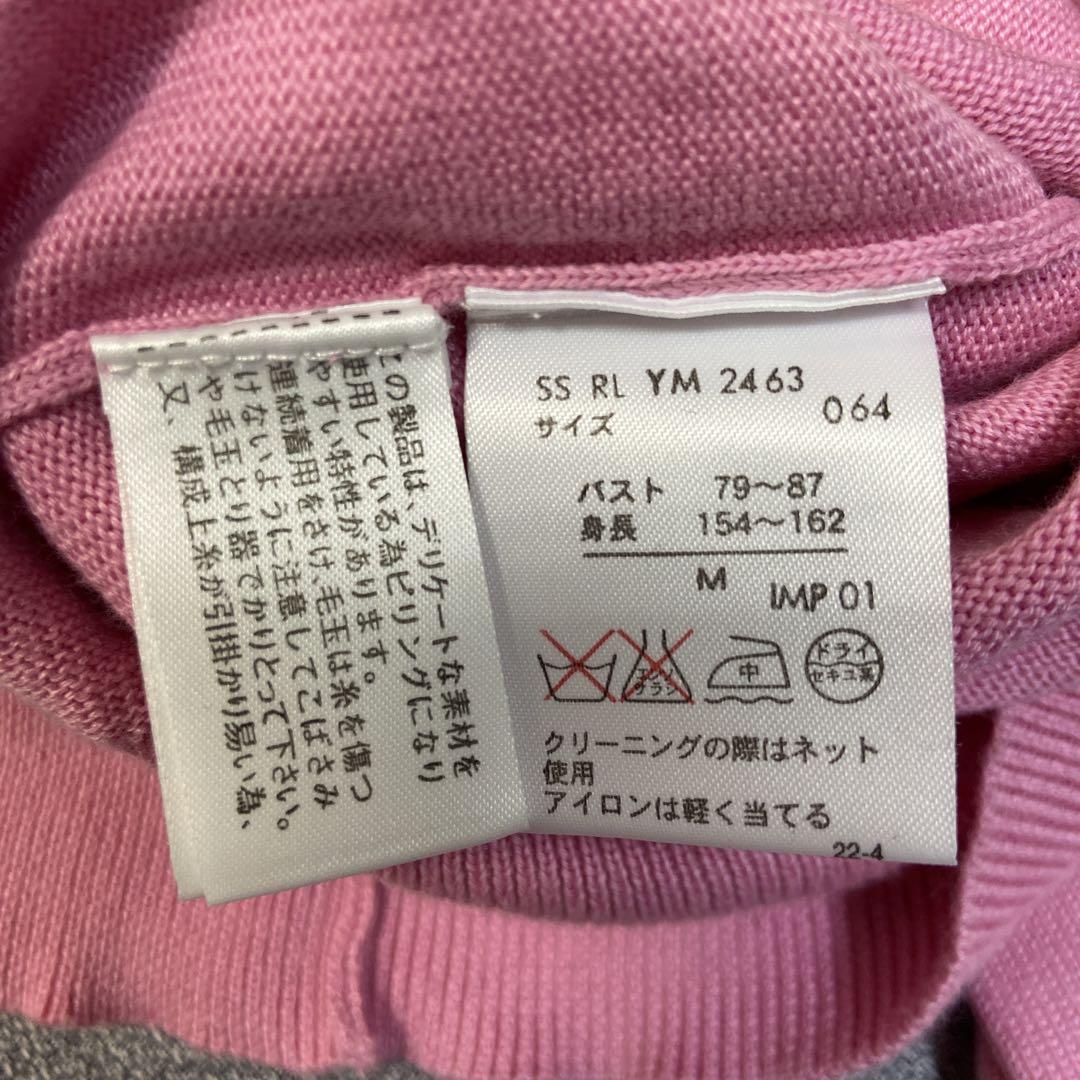 この製品は、デリケートな素材を
使用している為ピリングになり
やすい特性があります。
連続着用をさけ、毛玉は糸を傷つ
けないように注意してこばさみ
や毛玉とり器でかりとって下さい。
又、構成上糸が引掛かり易い為、
SS RL YM 2463
064
サイズ
バスト 79～87
身長 154～162
M
IMP 01
エンソ
サラシ
中
ドライ
セキユ系
クリーニングの際はネット
使用
アイロンは軽く当てる
22-4